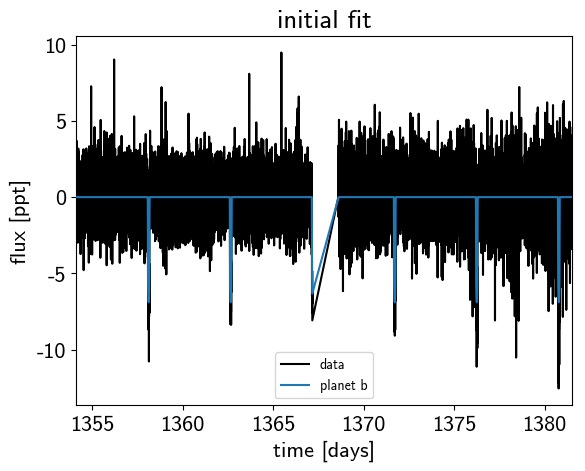 initial fit
flux [ppt]
10
5
0
-5
-10
data
planet b
1355 1360 1365 1370 1375 1380
time [days]